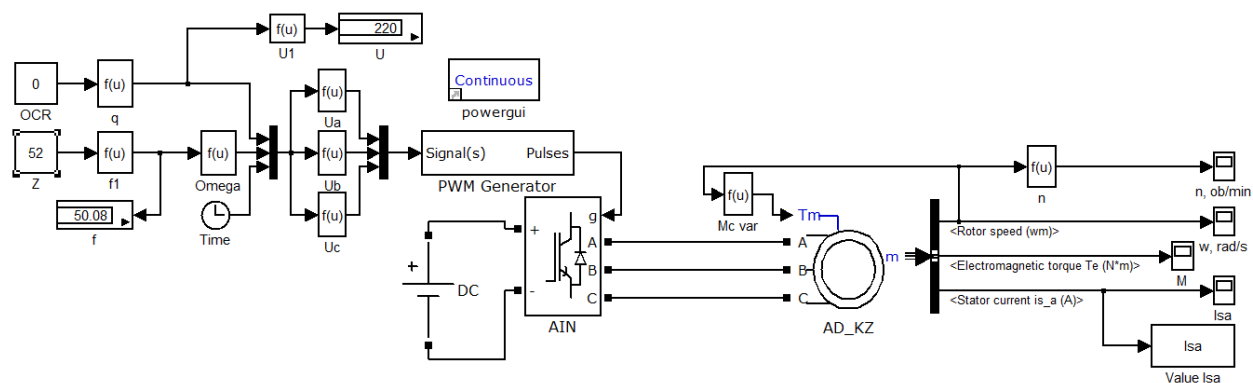 f(u)
U1
220
U
0
OCR
f(u)
q
Continuous
powergui
f(u)
Ua
52
Z
f(u)
f1
f(u)
Omega
f(u)
Ub
Signal(s) Pulses
PWM Generator
f(u)
n
n, ob/min
50.08
f
Time
f(u)
Uc
g
+
-
A
B
C
AIN
+
DC
f(u)
Mc var
Tm
A
B
C
m
AD_KZ
<Rotor speed (wm)>
w, rad/s
<Electromagnetic torque Te (N*m)>
M
<Stator current is_a (A)>
Isa
Isa
Value Isa